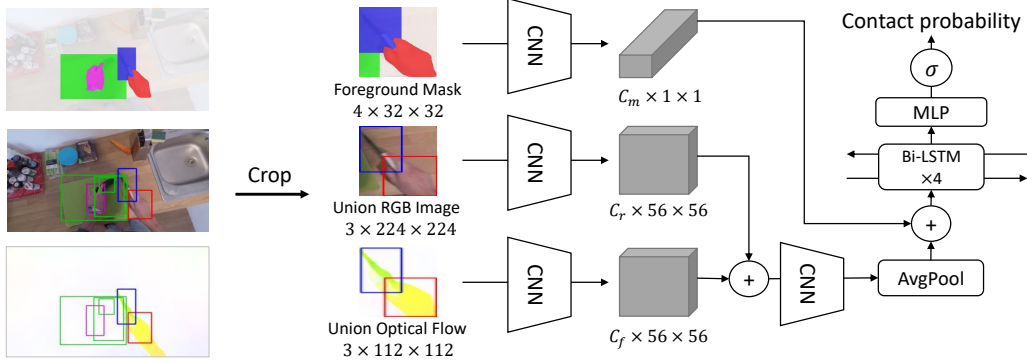 Contact probability
σ
MLP
Bi-LSTM
×4
+
AvgPool
Crop
Foreground Mask
4 × 32 × 32
CNN
C_m × 1 × 1
Union RGB Image
3 × 224 × 224
CNN
C_r × 56 × 56
Union Optical Flow
3 × 112 × 112
CNN
C_f × 56 × 56
+
CNN